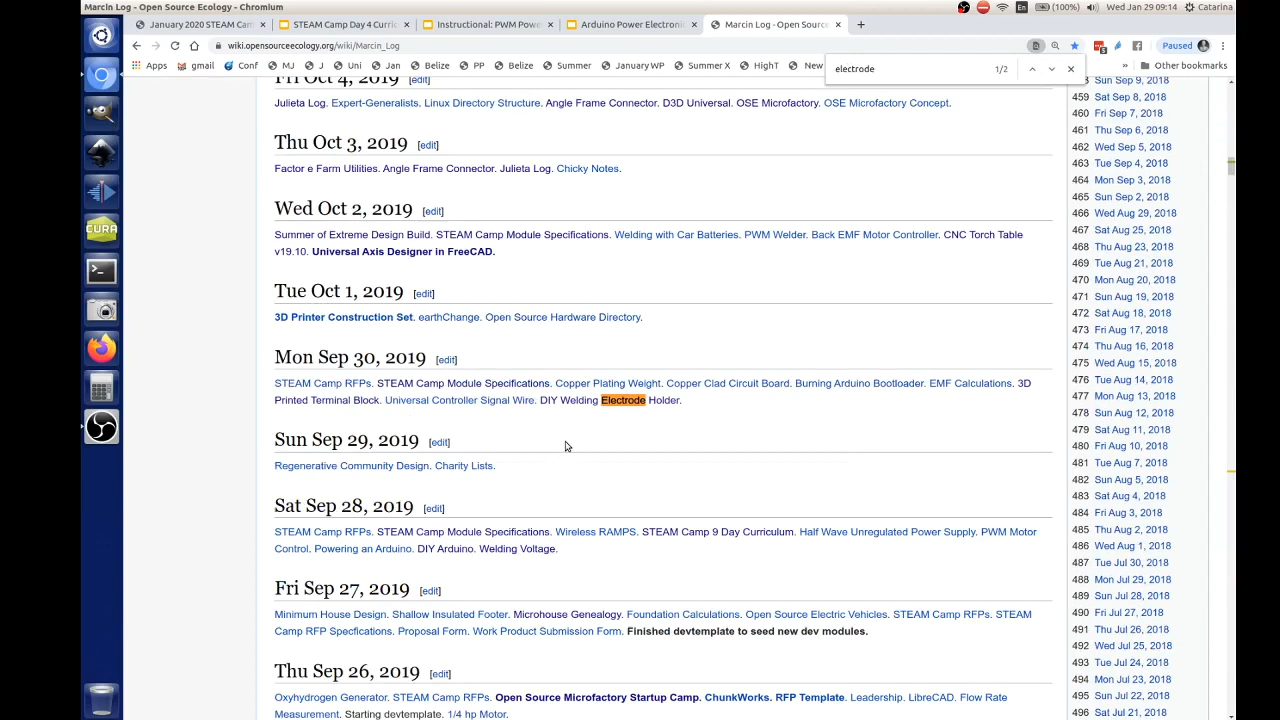 Marcin Log - Open Source Ecology - Chromium
En
(100%)
Wed Jan 29 09:14
Catarina
January 2020 STEAM Cam
STEAM Camp Day 4 Curric
Instructional: PWM Powe
Arduino Power Electroni
Marcin Log - Open Source
wiki.opensourceecology.org/wiki/Marcin_Log
Paused
Apps
gmail
Conf
M
J
Uni
Jan
Belize
PP
Belize
Summer
January WP
Summer X
HighT
New
»
Other bookmarks
electrode
1/2
Fri Oct 4, 2019 [edit]
Julieta Log. Expert-Generalists. Linux Directory Structure. Angle Frame Connector. D3D Universal. OSE Microfactory. OSE Microfactory Concept.
Thu Oct 3, 2019 [edit]
Factor e Farm Utilities. Angle Frame Connector. Julieta Log. Chicky Notes.
Wed Oct 2, 2019 [edit]
Summer of Extreme Design Build. STEAM Camp Module Specifications. Welding with Car Batteries. PWM Welder. Back EMF Motor Controller. CNC Torch Table
v19.10. Universal Axis Designer in FreeCAD.
Tue Oct 1, 2019 [edit]
3D Printer Construction Set. earthChange. Open Source Hardware Directory.
Mon Sep 30, 2019 [edit]
STEAM Camp RFPs. STEAM Camp Module Specifications. Copper Plating Weight. Copper Clad Circuit Board. Burning Arduino Bootloader. EMF Calculations. 3D
Printed Terminal Block. Universal Controller Signal Wire. DIY Welding Electrode Holder.
Sun Sep 29, 2019 [edit]
Regenerative Community Design. Charity Lists.
Sat Sep 28, 2019 [edit]
STEAM Camp RFPs. STEAM Camp Module Specifications. Wireless RAMPS. STEAM Camp 9 Day Curriculum. Half Wave Unregulated Power Supply. PWM Motor
Control. Powering an Arduino. DIY Arduino. Welding Voltage.
Fri Sep 27, 2019 [edit]
Minimum House Design. Shallow Insulated Footer. Microhouse Genealogy. Foundation Calculations. Open Source Electric Vehicles. STEAM Camp RFPs. STEAM
Camp RFP Specfications. Proposal Form. Work Product Submission Form. Finished devtemplate to seed new dev modules.
Thu Sep 26, 2019 [edit]
Oxyhydrogen Generator. STEAM Camp RFPs. Open Source Microfactory Startup Camp. ChunkWorks. RFP Template. Leadership. LibreCAD. Flow Rate
Measurement. Starting devtemplate. 1/4 hp Motor.
Sun Sep 9, 2018
459 Sat Sep 8, 2018
460 Fri Sep 7, 2018
461 Thu Sep 6, 2018
462 Wed Sep 5, 2018
463 Tue Sep 4, 2018
464 Mon Sep 3, 2018
465 Sun Sep 2, 2018
466 Wed Aug 29, 2018
467 Sat Aug 25, 2018
468 Thu Aug 23, 2018
469 Tue Aug 21, 2018
470 Mon Aug 20, 2018
471 Sun Aug 19, 2018
472 Sat Aug 18, 2018
473 Fri Aug 17, 2018
474 Thu Aug 16, 2018
475 Wed Aug 15, 2018
476 Tue Aug 14, 2018
477 Mon Aug 13, 2018
478 Sun Aug 12, 2018
479 Sat Aug 11, 2018
480 Fri Aug 10, 2018
481 Tue Aug 7, 2018
482 Sun Aug 5, 2018
483 Sat Aug 4, 2018
484 Fri Aug 3, 2018
485 Thu Aug 2, 2018
486 Wed Aug 1, 2018
487 Tue Jul 30, 2018
488 Mon Jul 29, 2018
489 Sun Jul 28, 2018
490 Fri Jul 27, 2018
491 Thu Jul 26, 2018
492 Wed Jul 25, 2018
493 Tue Jul 24, 2018
494 Mon Jul 23, 2018
495 Sun Jul 22, 2018
496 Sat Jul 21, 2018
CURA